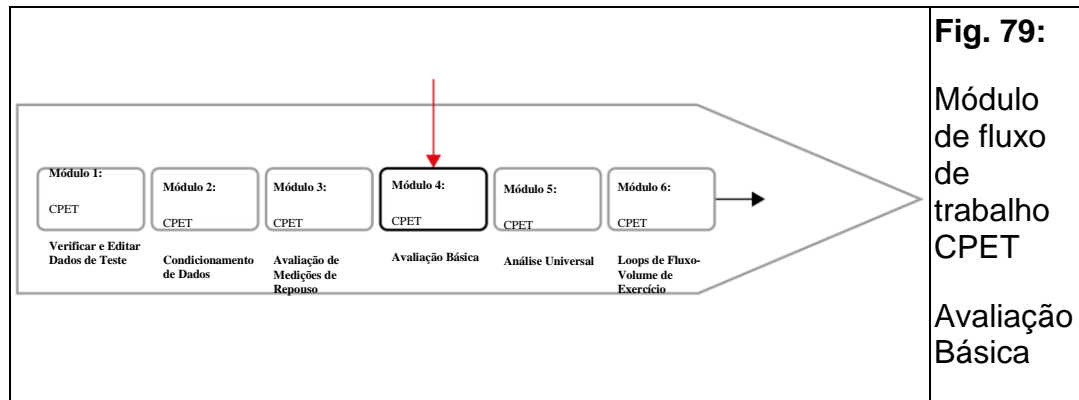 Módulo 1:
CPET
Verificar e Editar
Dados de Teste
Módulo 2:
CPET
Condicionamento
de Dados
Módulo 3:
CPET
Avaliação de
Medições de
Repouso
Módulo 4:
CPET
Avaliação Básica
Módulo 5:
CPET
Análise Universal
Módulo 6:
CPET
Loops de Fluxo-
Volume de
Exercício
Fig. 79:
Módulo
de fluxo
de
trabalho
CPET
Avaliação
Básica